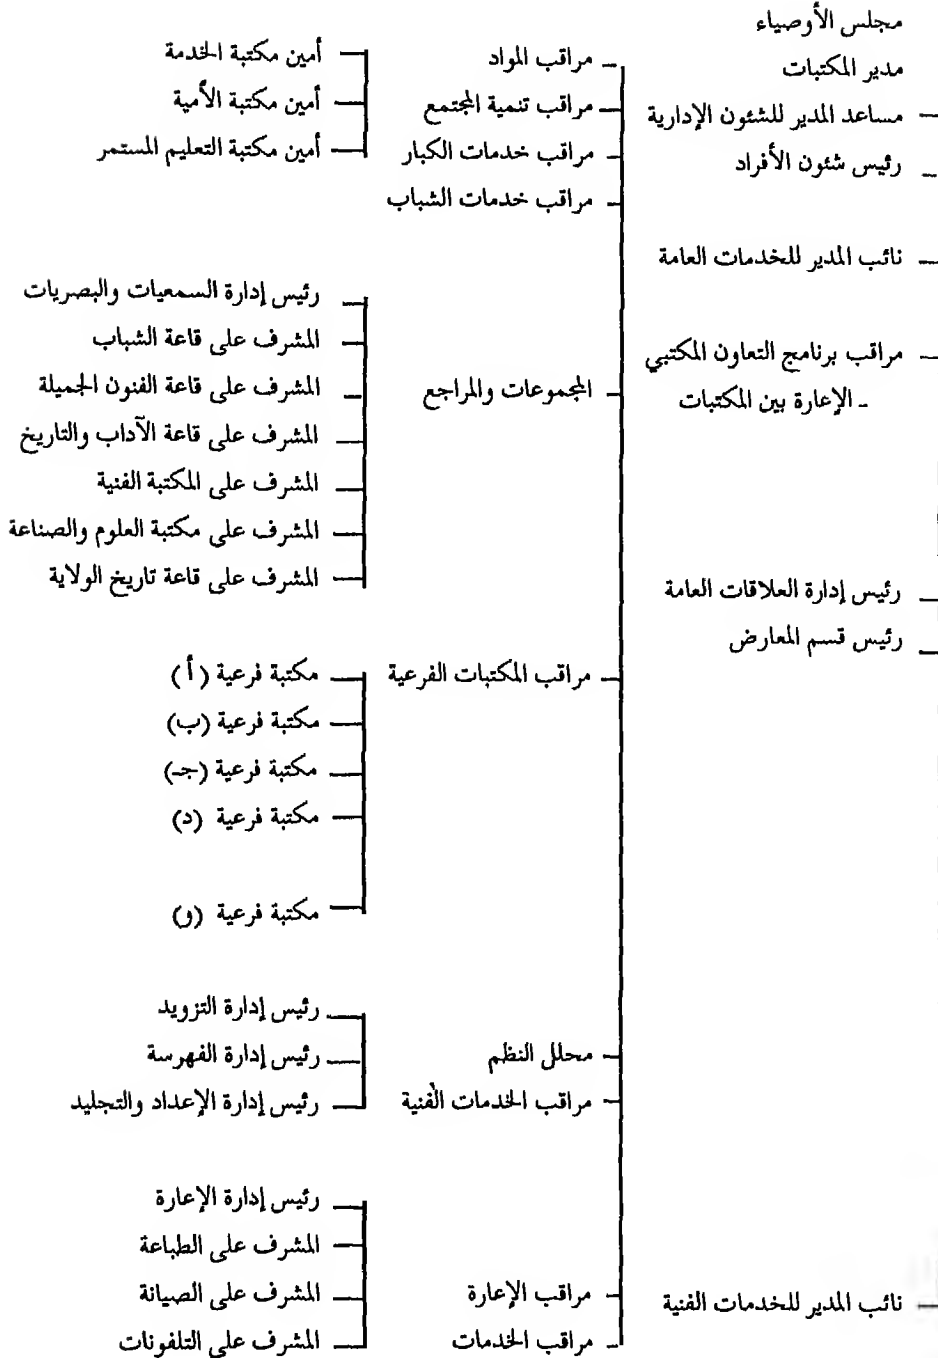 مجلس الأوصياء
مدير المكتبات
مساعد المدير للشئون الإدارية
رئيس شئون الأفراد
نائب المدير للخدمات العامة
مراقب برنامج التعاون المكتبي
ـ الإعارة بين المكتبات
رئيس إدارة العلاقات العامة
رئيس قسم المعارض
نائب المدير للخدمات الفنية
مراقب المواد
مراقب تنمية المجتمع
مراقب خدمات الكبار
مراقب خدمات الشباب
المجموعات والمراجع
مراقب المكتبات الفرعية
محلل النظم
مراقب الخدمات الفنية
مراقب الإعارة
مراقب الخدمات
أمين مكتبة الخدمة
أمين مكتبة الأمية
أمين مكتبة التعليم المستمر
رئيس إدارة السمعيات والبصريات
المشرف على قاعة الشباب
المشرف على قاعة الفنون الجميلة
المشرف على قاعة الآداب والتاريخ
المشرف على المكتبة الفنية
المشرف على مكتبة العلوم والصناعة
المشرف على قاعة تاريخ الولاية
مكتبة فرعية (أ)
مكتبة فرعية (ب)
مكتبة فرعية (جـ)
مكتبة فرعية (د)
مكتبة فرعية (و)
رئيس إدارة التزويد
رئيس إدارة الفهرسة
رئيس إدارة الإعداد والتجليد
رئيس إدارة الإعارة
المشرف على الطباعة
المشرف على الصيانة
المشرف على التلفونات